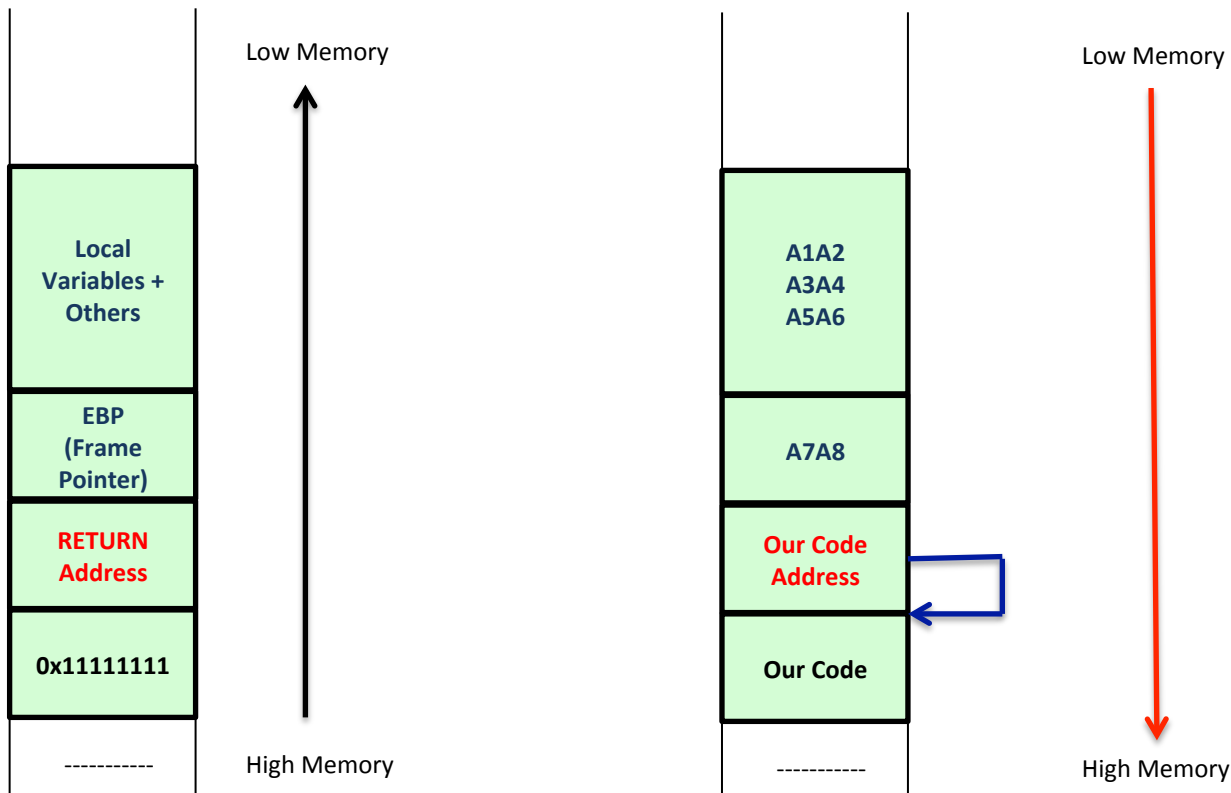 Low Memory
Local
Variables +
Others
EBP
(Frame
Pointer)
RETURN
Address
0x11111111
-----------
High Memory
Low Memory
A1A2
A3A4
A5A6
A7A8
Our Code
Address
Our Code
-----------
High Memory